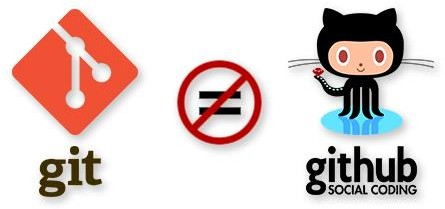 git
=
github
SOCIAL CODING